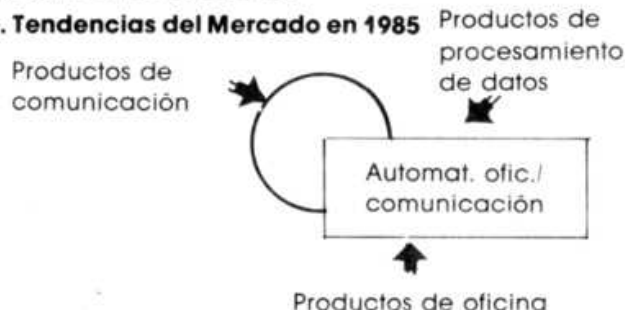 . Tendencias del Mercado en 1985
Productos de
comunicación
Productos de
procesamiento
de datos
Automat. ofic./
comunicación
Productos de oficina